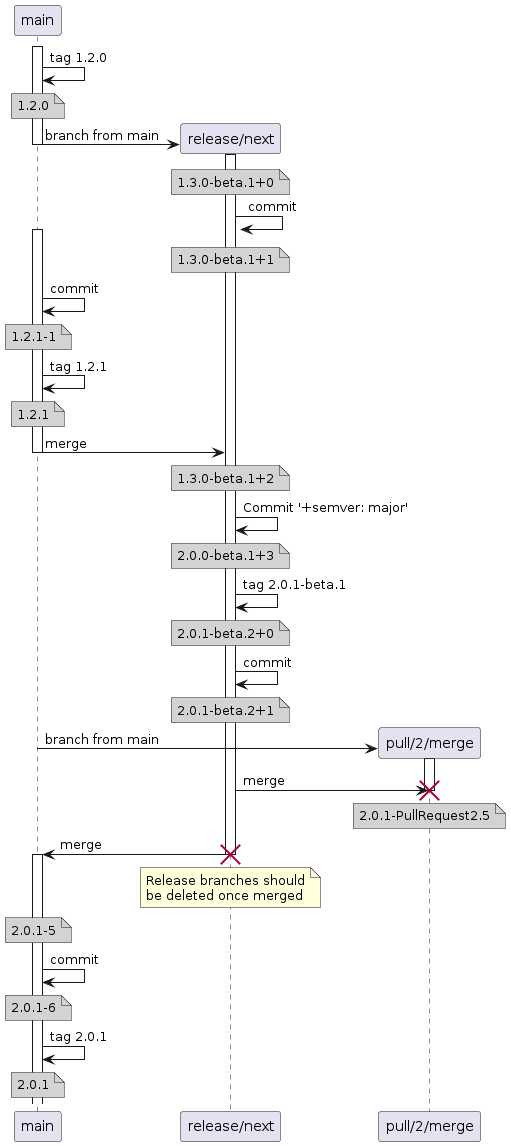 main
tag 1.2.0
1.2.0
branch from main
release/next
1.3.0-beta.1+0
commit
1.3.0-beta.1+1
commit
1.2.1-1
tag 1.2.1
1.2.1
merge
1.3.0-beta.1+2
Commit '+semver: major'
2.0.0-beta.1+3
tag 2.0.1-beta.1
2.0.1-beta.2+0
commit
2.0.1-beta.2+1
branch from main
pull/2/merge
merge
2.0.1-PullRequest2.5
merge
Release branches should
be deleted once merged
2.0.1-5
commit
2.0.1-6
tag 2.0.1
2.0.1
main
release/next
pull/2/merge